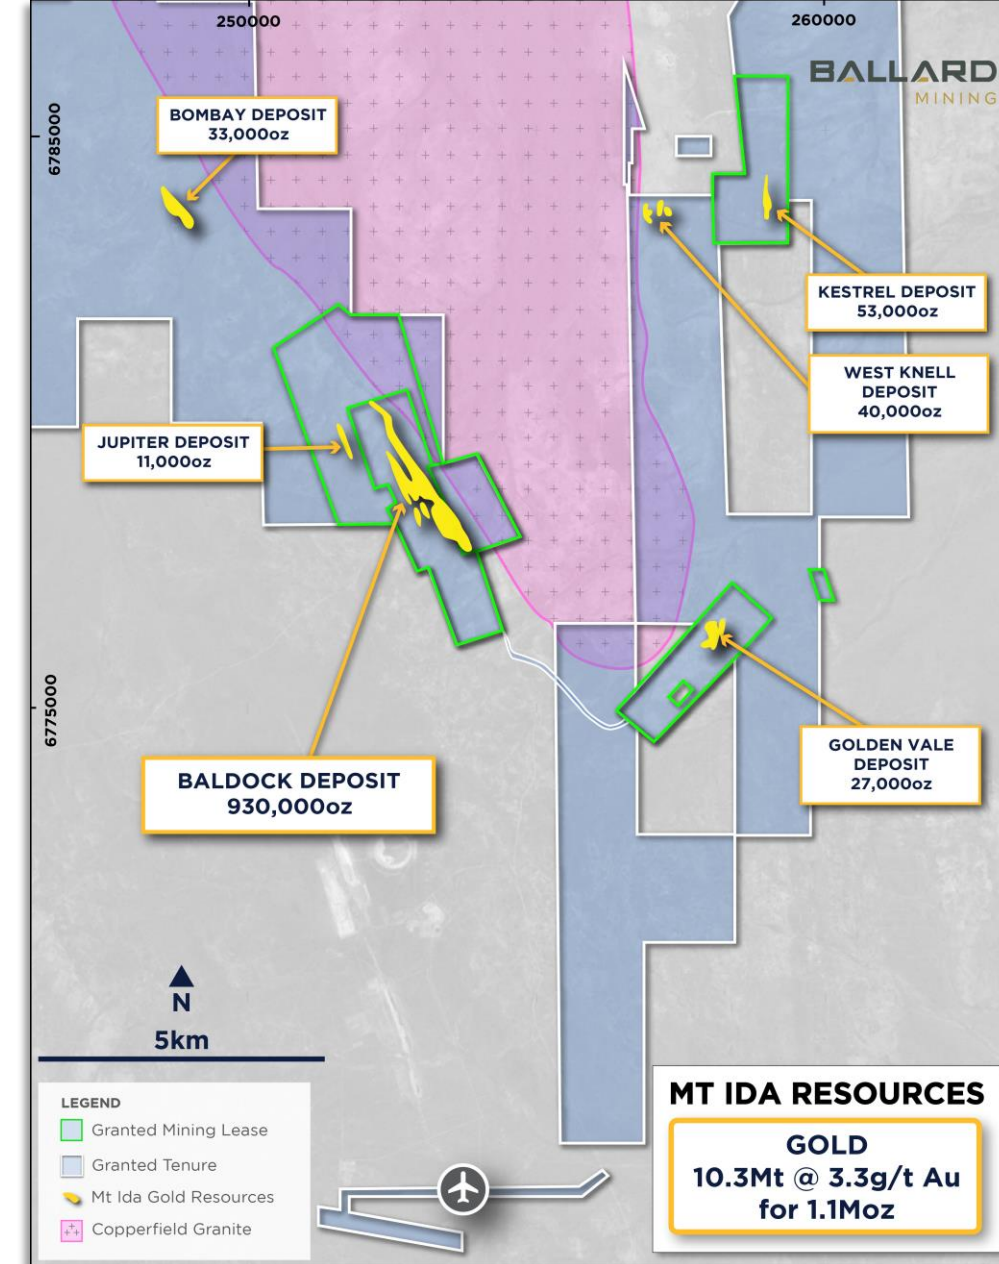 250000
260000
BALLARD
MINING
6785000
BOMBAY DEPOSIT
33,000oz
KESTREL DEPOSIT
53,000oz
WEST KNELL
DEPOSIT
40,000oz
JUPITER DEPOSIT
11,000oz
6775000
GOLDEN VALE
DEPOSIT
27,000oz
BALDOCK DEPOSIT
930,000oz
N
5km
LEGEND
Granted Mining Lease
Granted Tenure
Mt Ida Gold Resources
Copperfield Granite
MT IDA RESOURCES
GOLD
10.3Mt @ 3.3g/t Au
for 1.1Moz